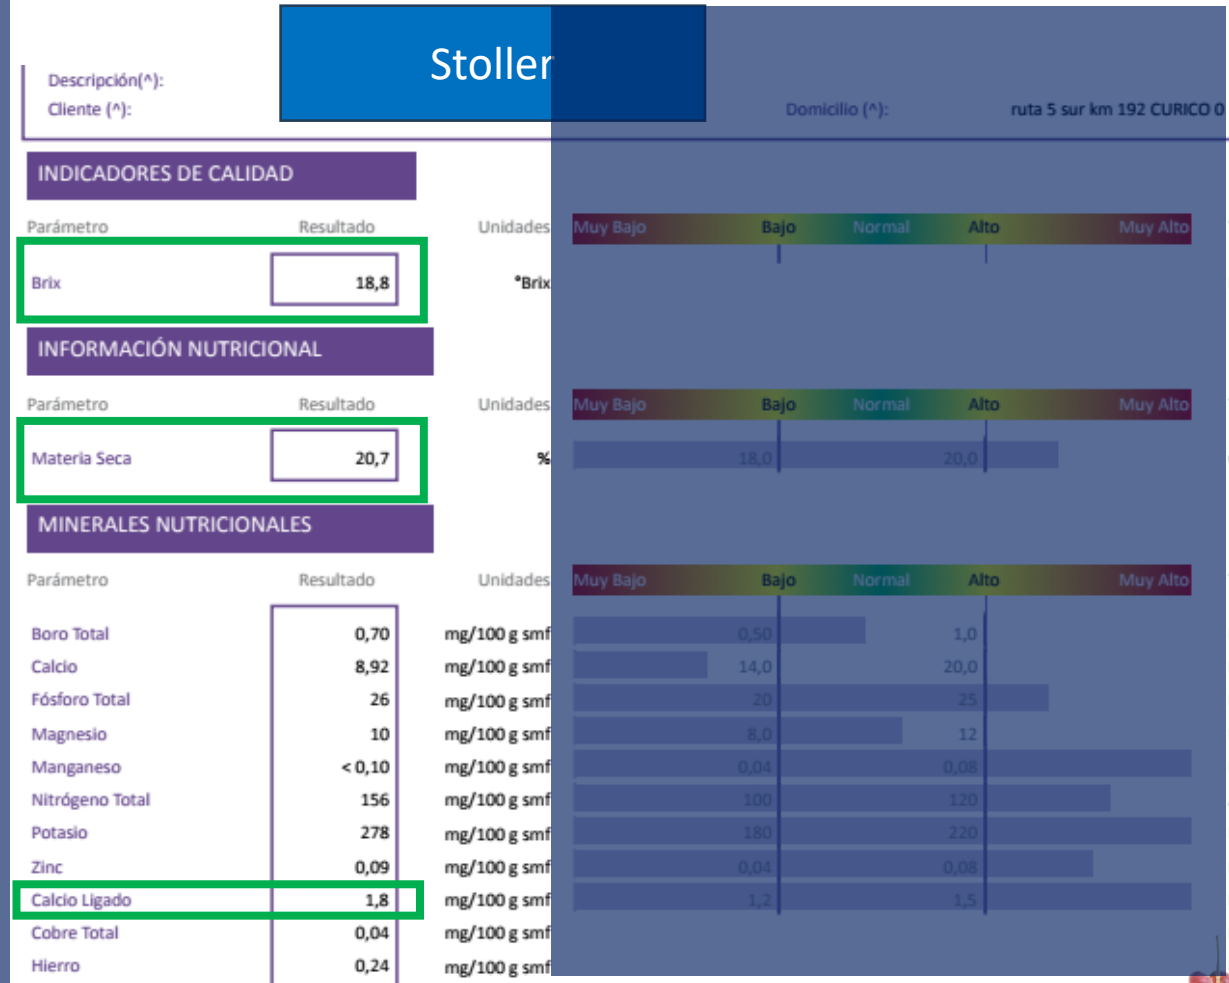 Stoller
Descripción(^):
Cliente (^): Domicilio (^): ruta 5 sur km 192 CURICO 0
INDICADORES DE CALIDAD
Parámetro Resultado Unidades Muy Bajo Bajo Normal Alto Muy Alto
Brix 18,8 °Brix
INFORMACIÓN NUTRICIONAL
Parámetro Resultado Unidades Muy Bajo Bajo Normal Alto Muy Alto
Materia Seca 20,7 % 18,0 20,0
MINERALES NUTRICIONALES
Parámetro Resultado Unidades Muy Bajo Bajo Normal Alto Muy Alto
Boro Total 0,70 mg/100 g smf 0,50 1,0
Calcio 8,92 mg/100 g smf 14,0 20,0
Fósforo Total 26 mg/100 g smf 20 25
Magnesio 10 mg/100 g smf 8,0 12
Manganeso < 0,10 mg/100 g smf 0,04 0,08
Nitrógeno Total 156 mg/100 g smf 100 120
Potasio 278 mg/100 g smf 180 220
Zinc 0,09 mg/100 g smf 0,04 0,08
Calcio Ligado 1,8 mg/100 g smf 1,2 1,5
Cobre Total 0,04 mg/100 g smf
Hierro 0,24 mg/100 g smf